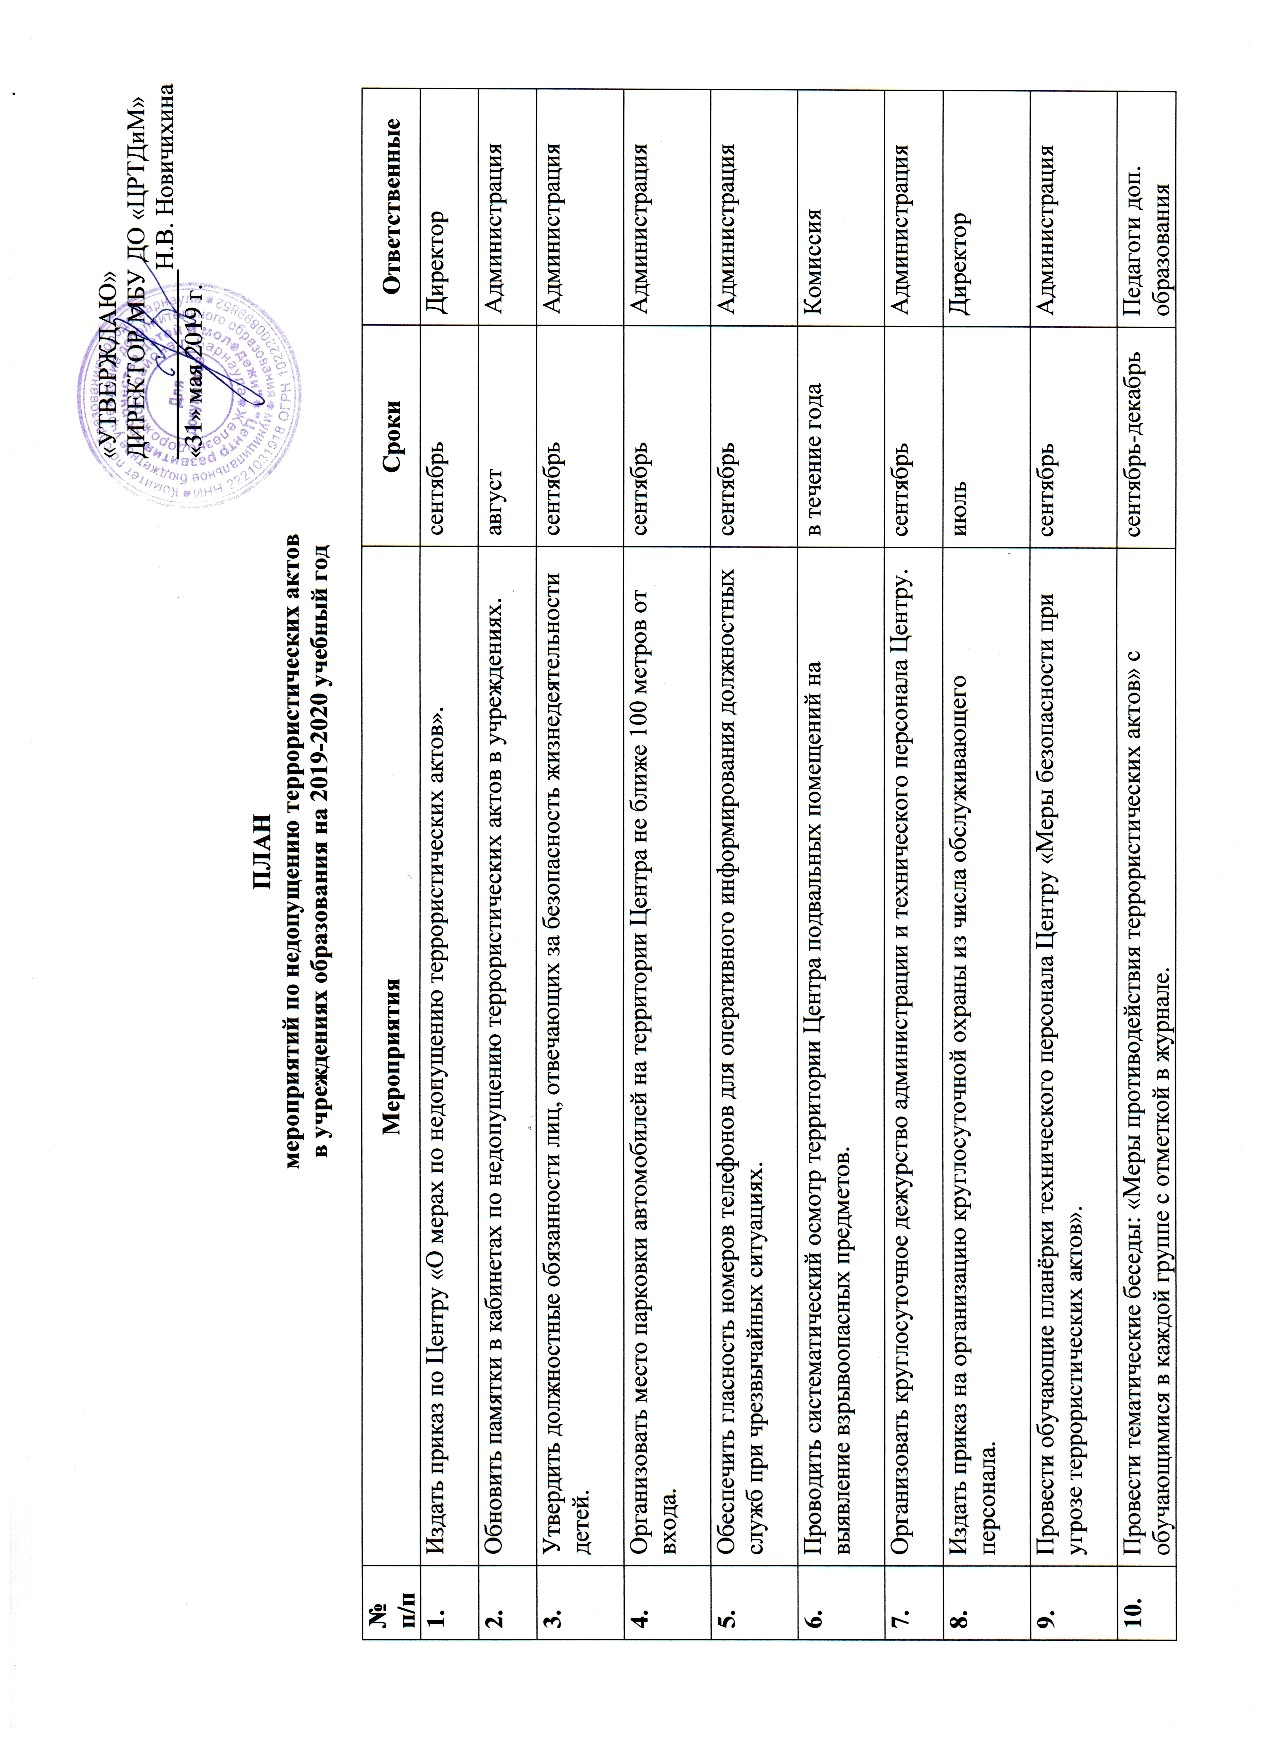 «УТВЕРЖДАЮ»
ДИРЕКТОР МБУ ДО «ЦРТДиМ»
Н.В. Новичихина
«31» мая 2019 г.
ПЛАН
мероприятий по недопущению террористических актов
в учреждениях образования на 2019-2020 учебный год
№ п/п Мероприятия Сроки Ответственные
1. Издать приказ по Центру «О мерах по недопущению террористических актов». сентябрь Директор
2. Обновить памятки в кабинетах по недопущению террористических актов в учреждениях. август Администрация
3. Утвердить должностные обязанности лиц, отвечающих за безопасность жизнедеятельности сентябрь Администрация
детей.
4. Организовать место парковки автомобилей на территории Центра не ближе 100 метров от сентябрь Администрация
входа.
5. Обеспечить гласность номеров телефонов для оперативного информирования должностных сентябрь Администрация
служб при чрезвычайных ситуациях.
6. Проводить систематический осмотр территории Центра подвальных помещений на в течение года Комиссия
выявление взрывоопасных предметов.
7. Организовать круглосуточное дежурство администрации и технического персонала Центру. сентябрь Администрация
8. Издать приказ на организацию круглосуточной охраны из числа обслуживающего июль Директор
персонала.
9. Провести обучающие планёрки технического персонала Центру «Меры безопасности при сентябрь Администрация
угрозе террористических актов».
10. Провести тематические беседы: «Меры противодействия террористических актов» с сентябрь-декабрь Педагоги доп.
обучающимися в каждой группе с отметкой в журнале. образования